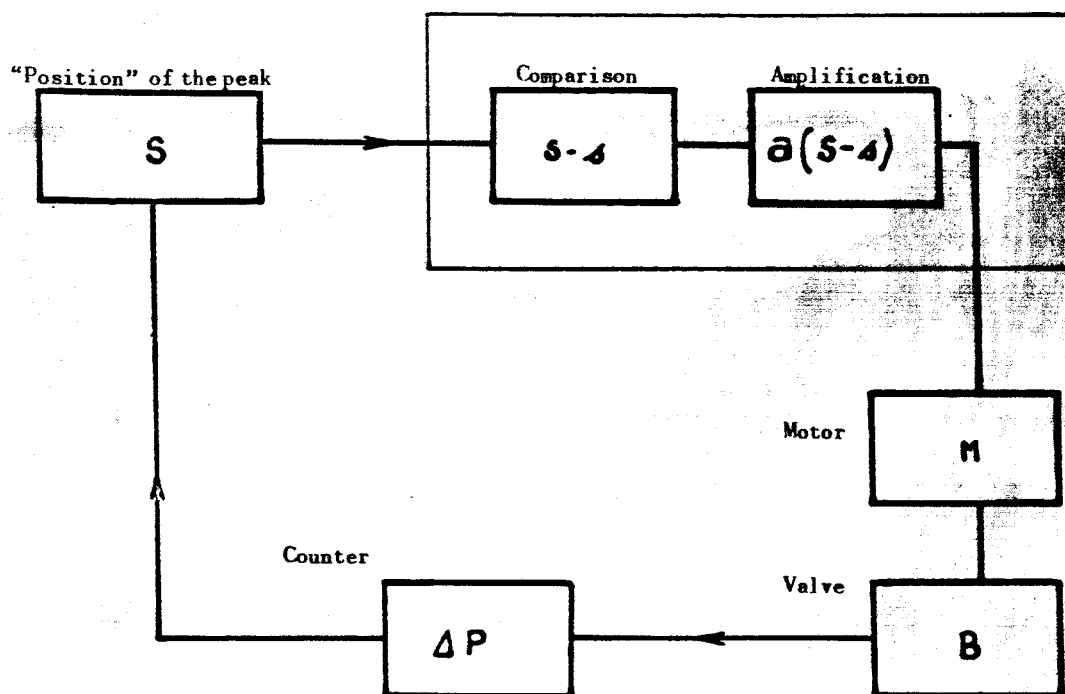 “Position” of the peak
Comparison
Amplification
S
s-s
a(s-s)
Motor
M
Counter
Valve
ΔP
B